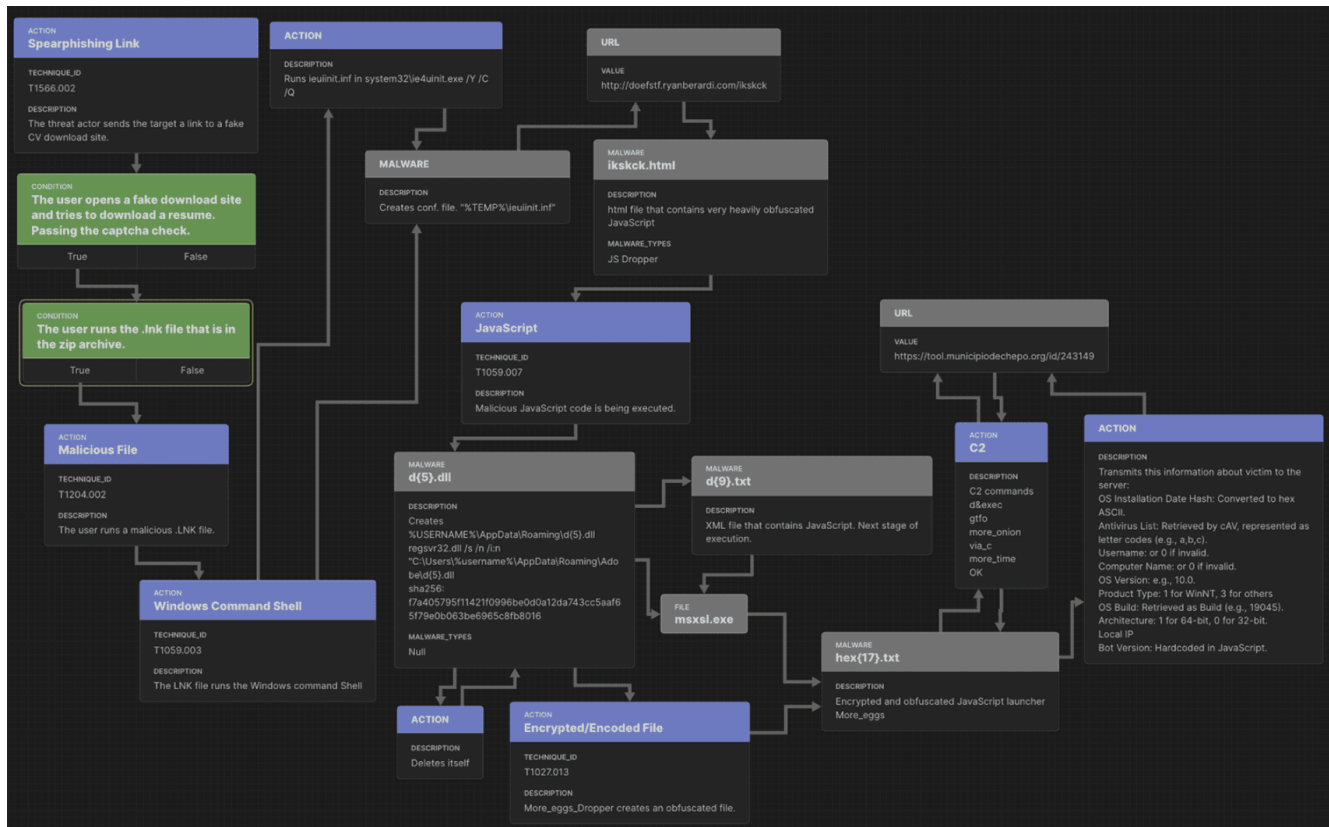 ACTION
Spearphishing Link
TECHNIQUE_ID
T1566.002
DESCRIPTION
The threat actor sends the target a link to a fake
CV download site.
CONDITION
The user opens a fake download site
and tries to download a resume.
Passing the captcha check.
True
False
CONDITION
The user runs the .lnk file that is in
the zip archive.
True
False
ACTION
Malicious File
TECHNIQUE_ID
T1204.002
DESCRIPTION
The user runs a malicious .LNK file.
ACTION
Windows Command Shell
TECHNIQUE_ID
T1059.003
DESCRIPTION
The LNK file runs the Windows command Shell
ACTION
DESCRIPTION
Runs ieuiinit.inf in system32\ie4uinit.exe /Y /C
/Q
MALWARE
DESCRIPTION
Creates conf. file. "%TEMP%\ieuiinit.inf"
URL
VALUE
http://doefstf.ryanberardi.com/ikskck
MALWARE
ikskck.html
DESCRIPTION
html file that contains very heavily obfuscated
JavaScript
MALWARE_TYPES
JS Dropper
ACTION
JavaScript
TECHNIQUE_ID
T1059.007
DESCRIPTION
Malicious JavaScript code is being executed.
MALWARE
d{5}.dll
DESCRIPTION
Creates
%USERNAME%\AppData\Roaming\d{5}.dll
regsvr32.dll /s /n /i:n
"C:\Users\%username%\AppData\Roaming\Ado
be\d{5}.dll
sha256:
f7a405795f11421f0996be0d0a12da743cc5aaf6
5f79e0b063be6965c8fb8016
MALWARE_TYPES
Null
ACTION
DESCRIPTION
Deletes itself
ACTION
Encrypted/Encoded File
TECHNIQUE_ID
T1027.013
DESCRIPTION
More_eggs_Dropper creates an obfuscated file.
MALWARE
d{9}.txt
DESCRIPTION
XML file that contains JavaScript. Next stage of
execution.
FILE
msxsl.exe
MALWARE
hex{17}.txt
DESCRIPTION
Encrypted and obfuscated JavaScript launcher
More_eggs
URL
VALUE
https://tool.municipiodechepo.org/id/243149
ACTION
C2
DESCRIPTION
C2 commands
d&exec
gtfo
more_onion
via_c
more_time
OK
ACTION
DESCRIPTION
Transmits this information about victim to the
server:
OS Installation Date Hash: Converted to hex
ASCII.
Antivirus List: Retrieved by cAV, represented as
letter codes (e.g., a,b,c).
Username: or 0 if invalid.
Computer Name: or 0 if invalid.
OS Version: e.g., 10.0.
Product Type: 1 for WinNT, 3 for others
OS Build: Retrieved as Build (e.g., 19045).
Architecture: 1 for 64-bit, 0 for 32-bit.
Local IP
Bot Version: Hardcoded in JavaScript.